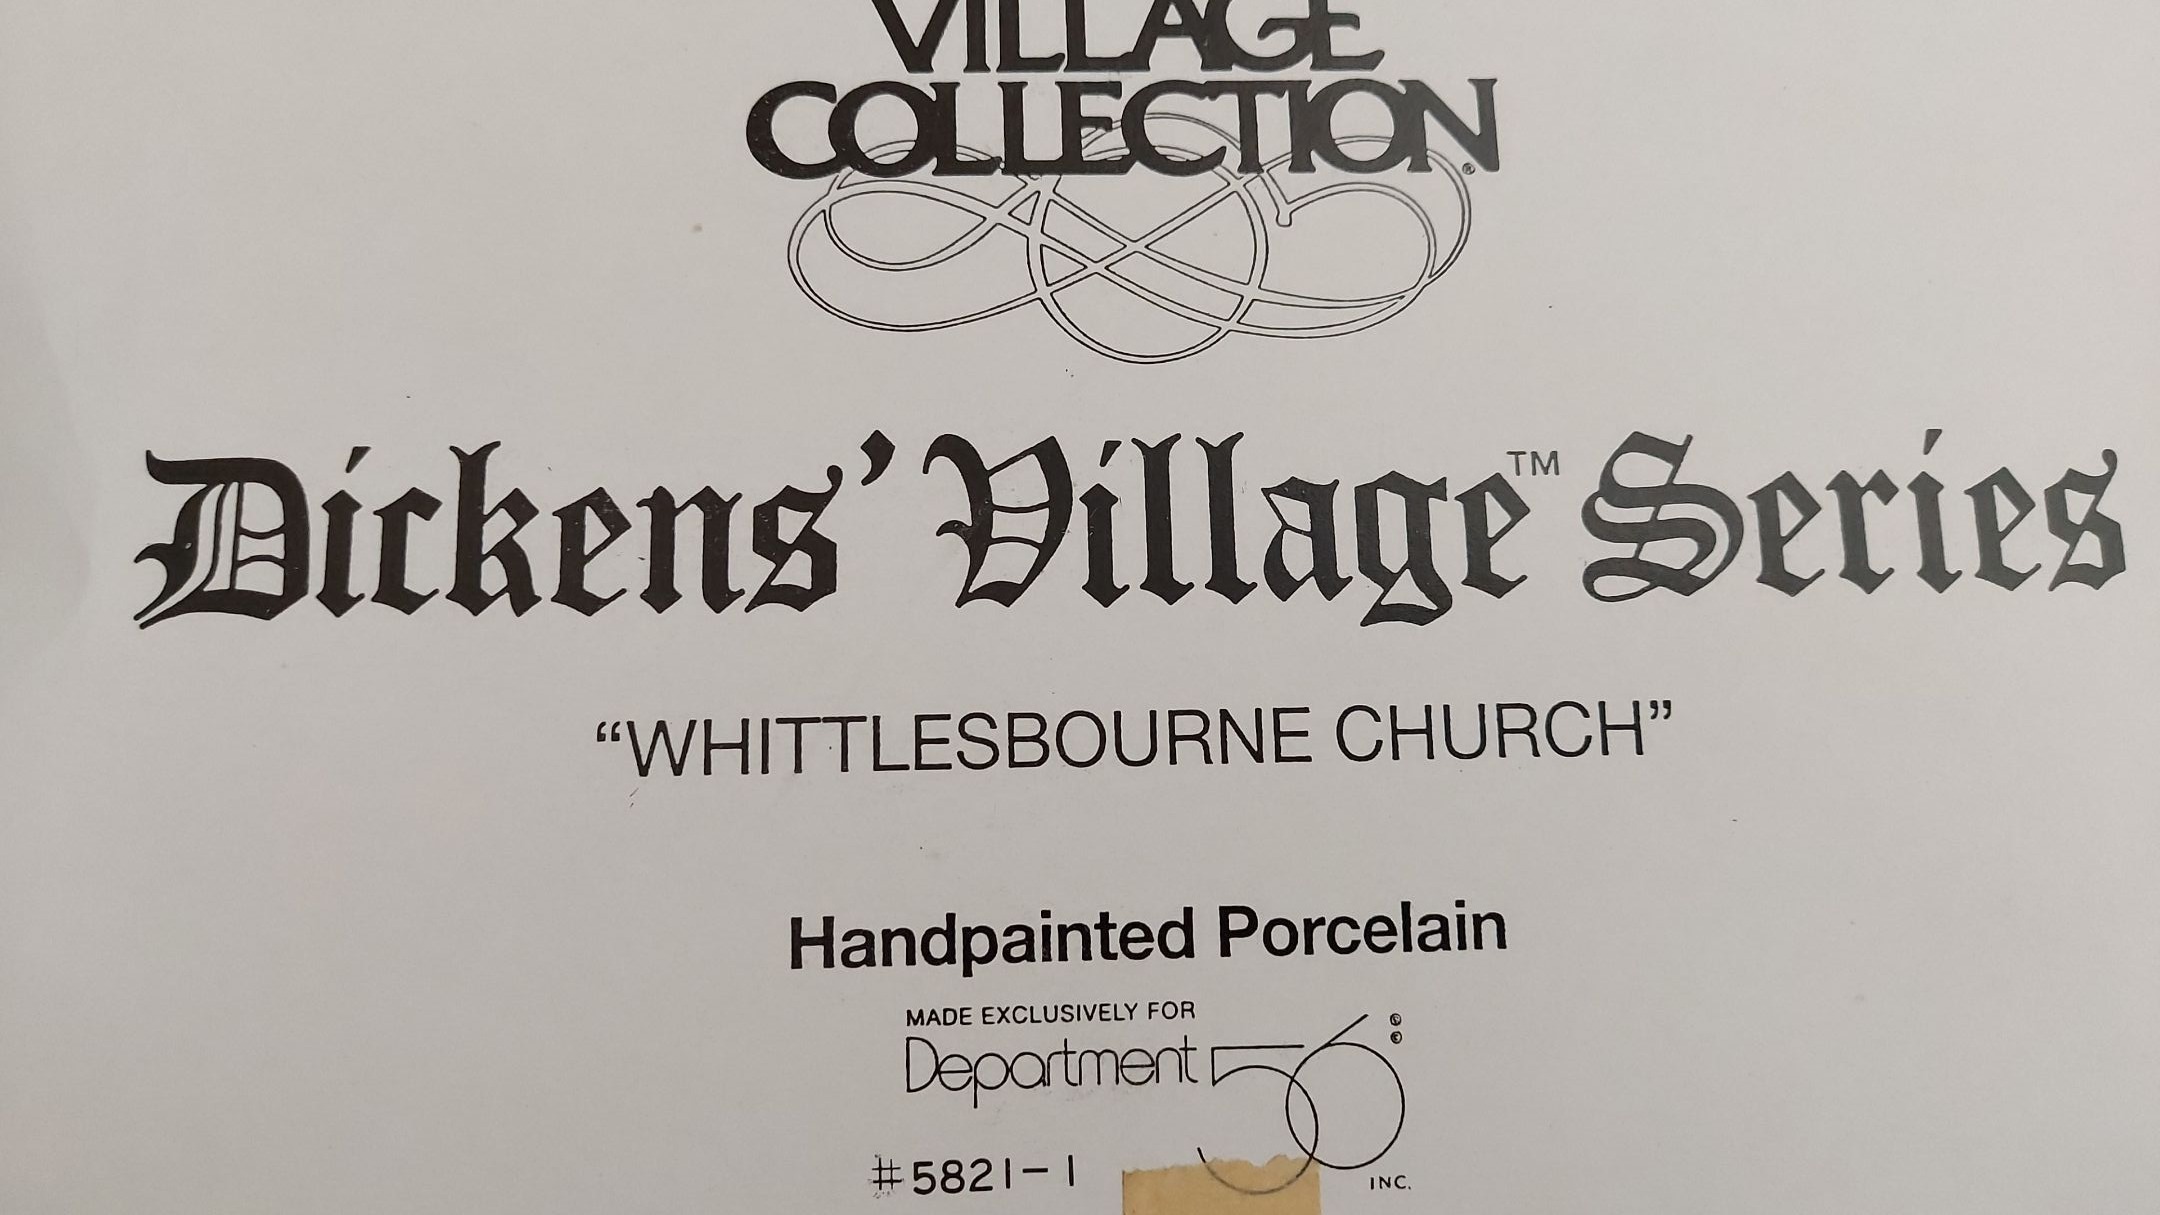 VILLAGE
COLLECTION®
Dickens' Village™ Series
“WHITTLESBOURNE CHURCH”
Handpainted Porcelain
MADE EXCLUSIVELY FOR
Department 56
INC.
#5821-1